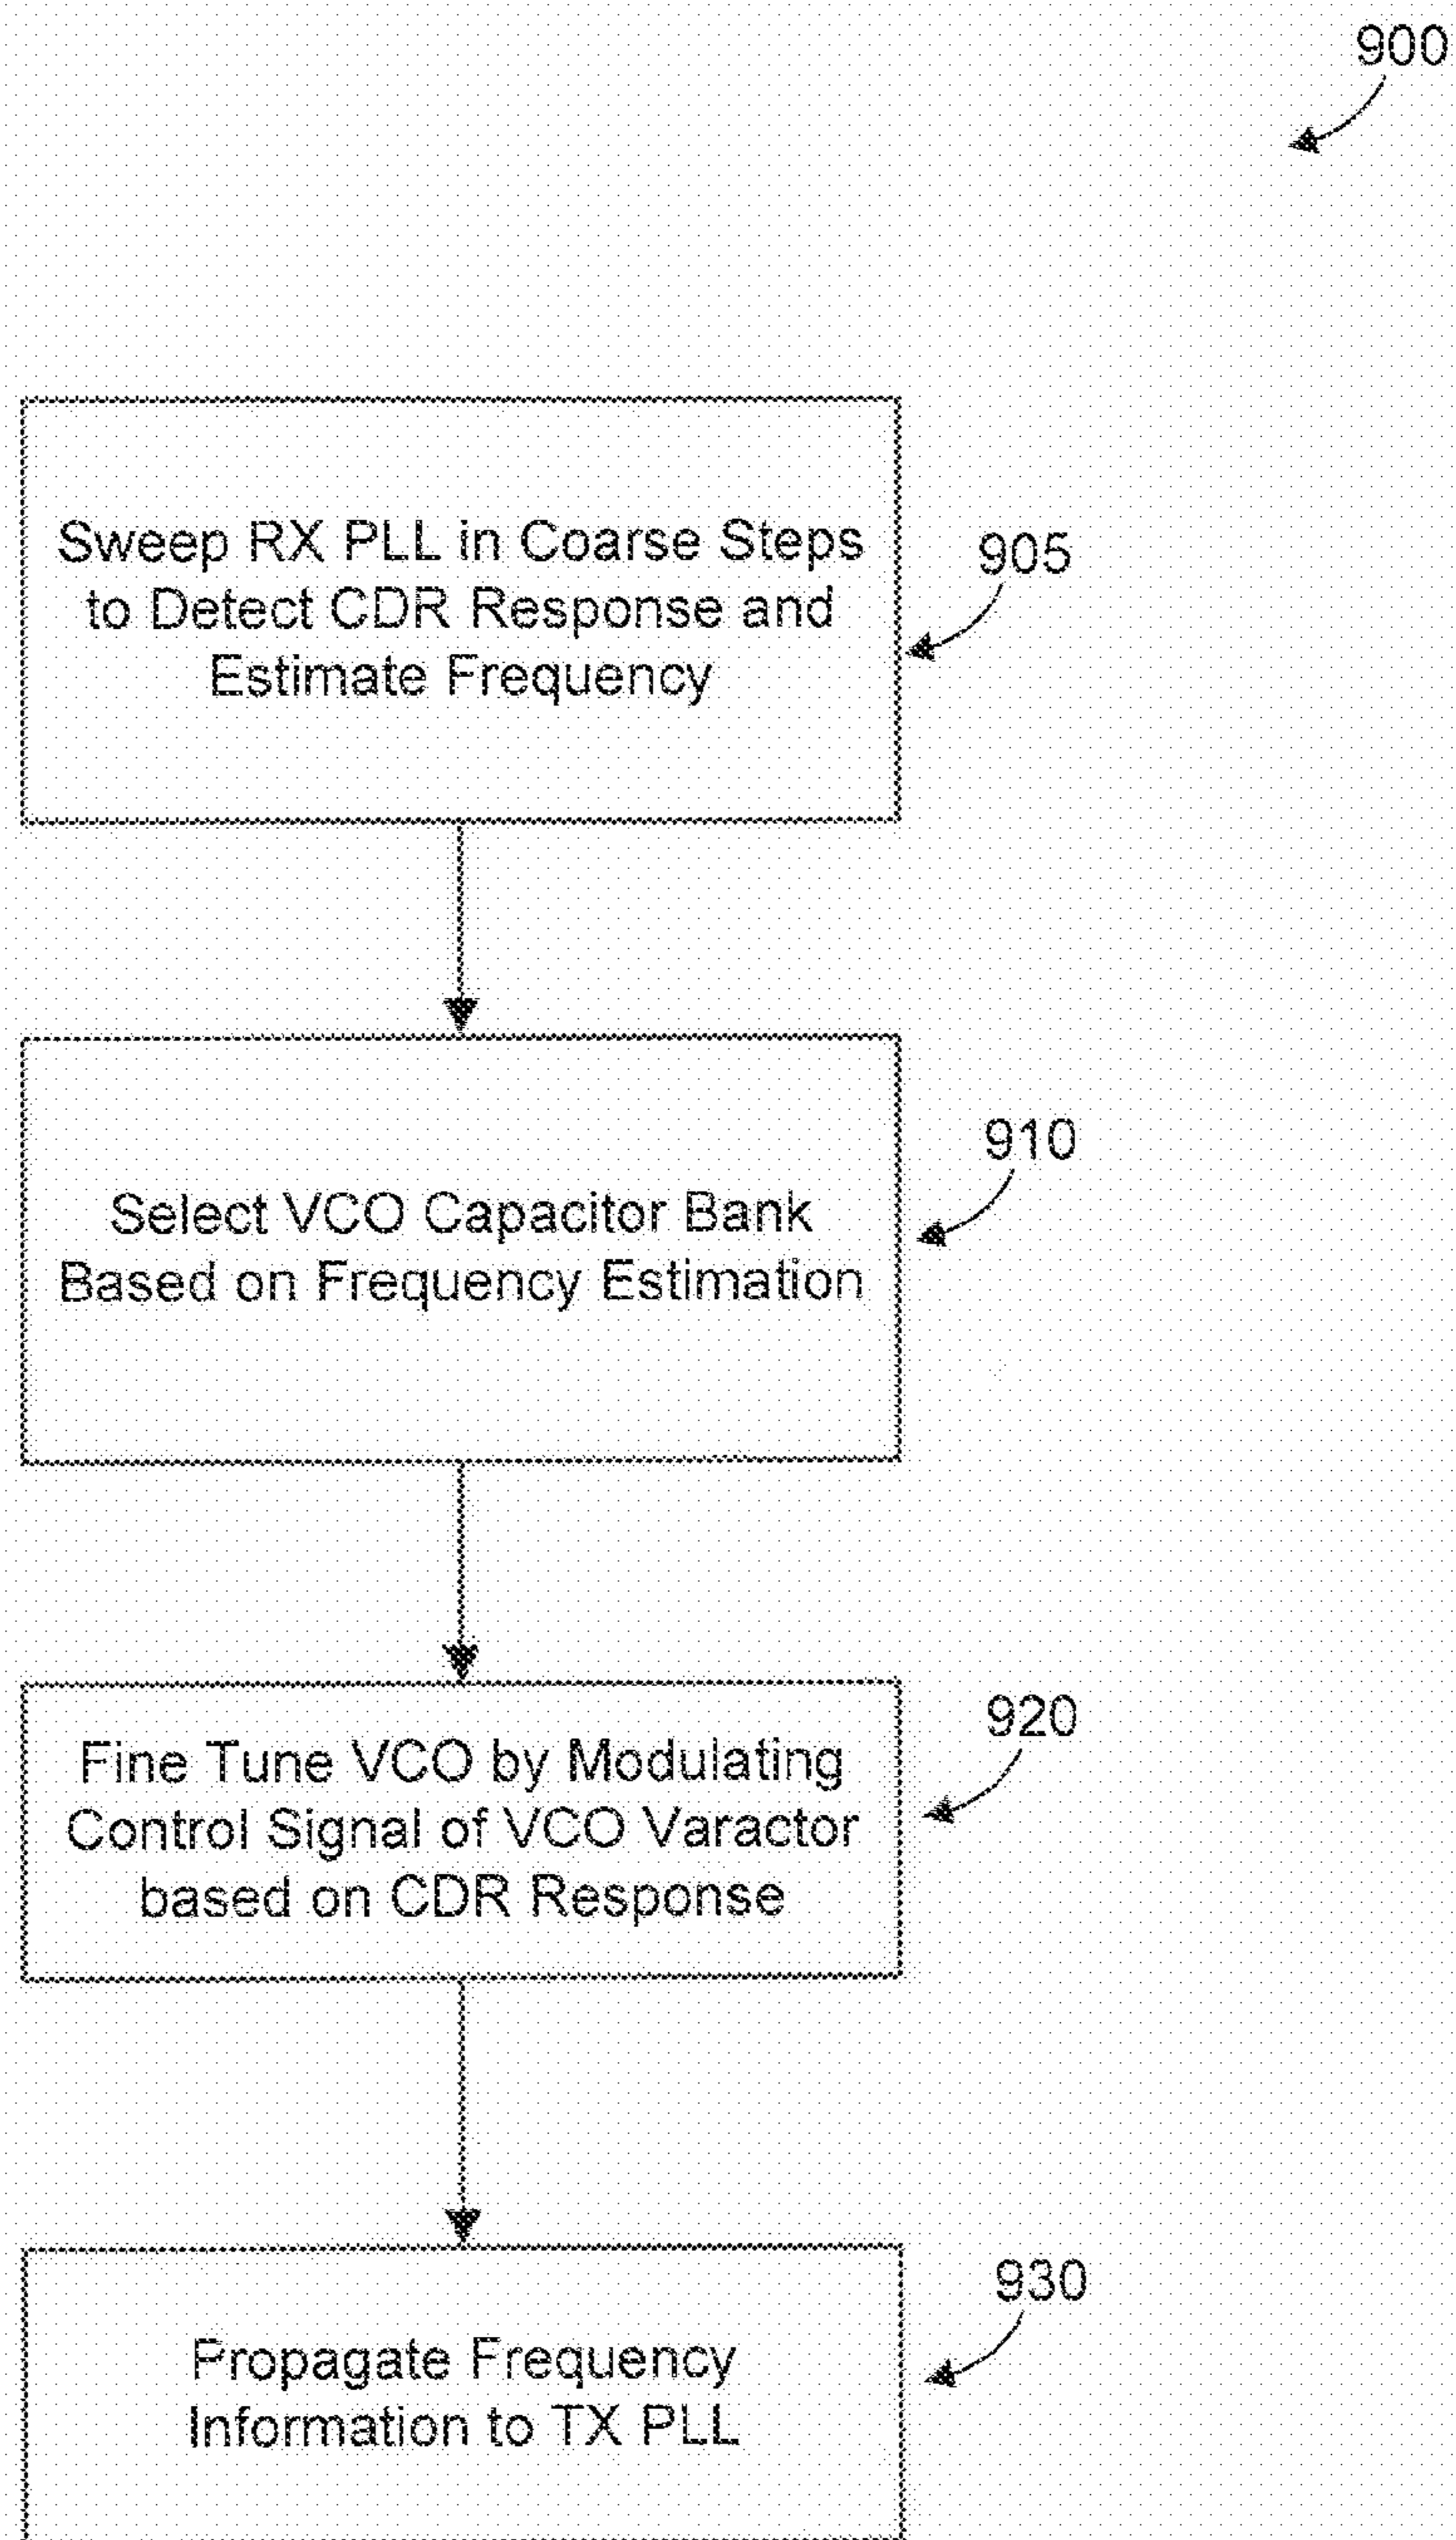 900
Sweep RX PLL in Coarse Steps
to Detect CDR Response and
Estimate Frequency
905
Select VCO Capacitor Bank
Based on Frequency Estimation
910
Fine Tune VCO by Modulating
Control Signal of VCO Varactor
based on CDR Response
920
Propagate Frequency
Information to TX PLL
930